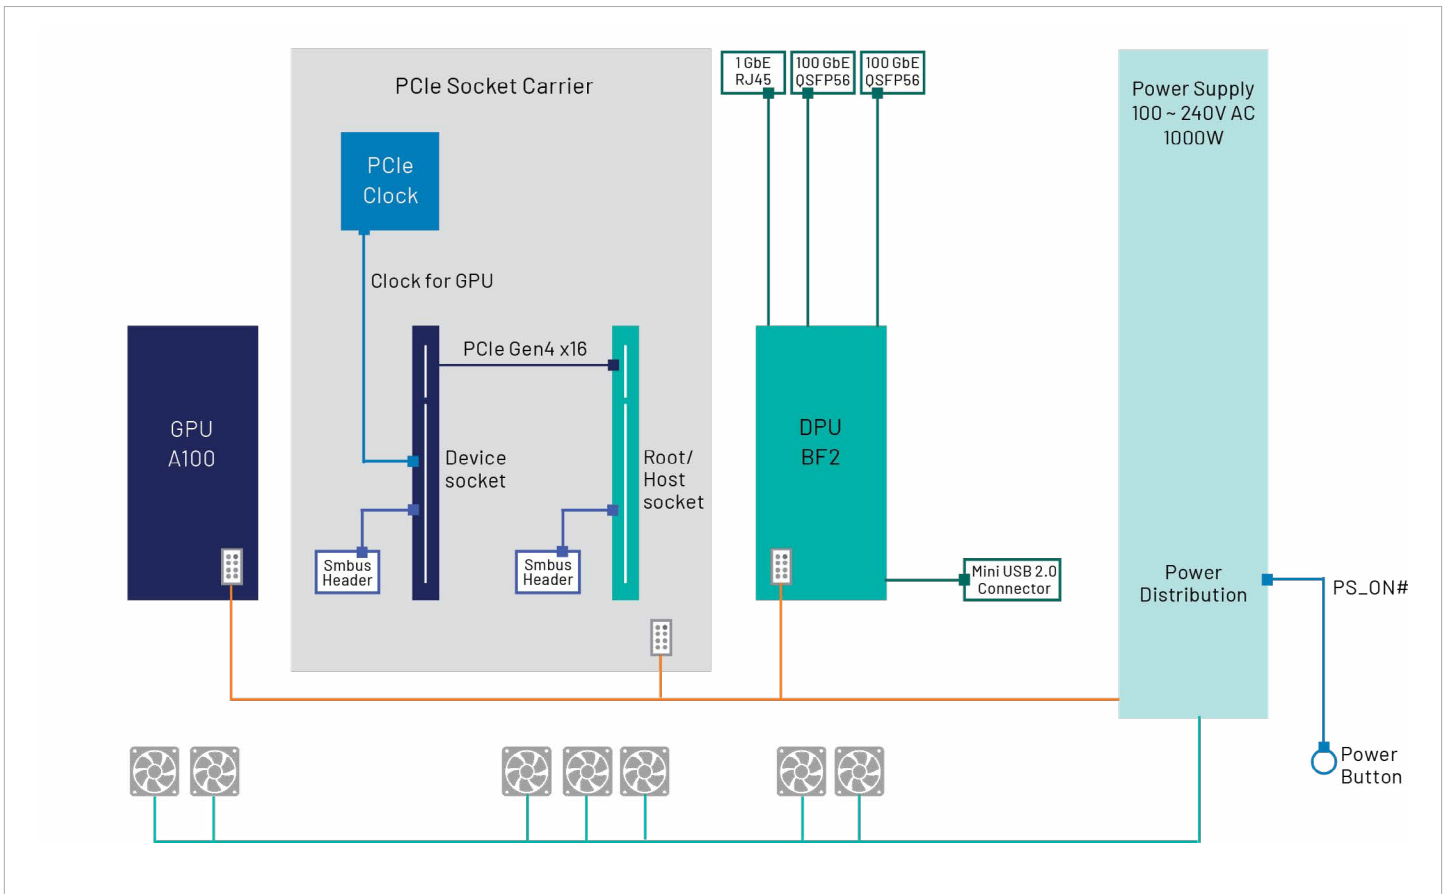 PCIe Socket Carrier
1 GbE
RJ45
100 GbE
QSFP56
100 GbE
QSFP56
Power Supply
100 ~ 240V AC
1000W
PCIe
Clock
Clock for GPU
PCIe Gen4 x16
GPU
A100
Device
socket
Root/
Host
socket
DPU
BF2
Smbus
Header
Smbus
Header
Mini USB 2.0
Connector
Power
Distribution
PS_ON#
Power
Button